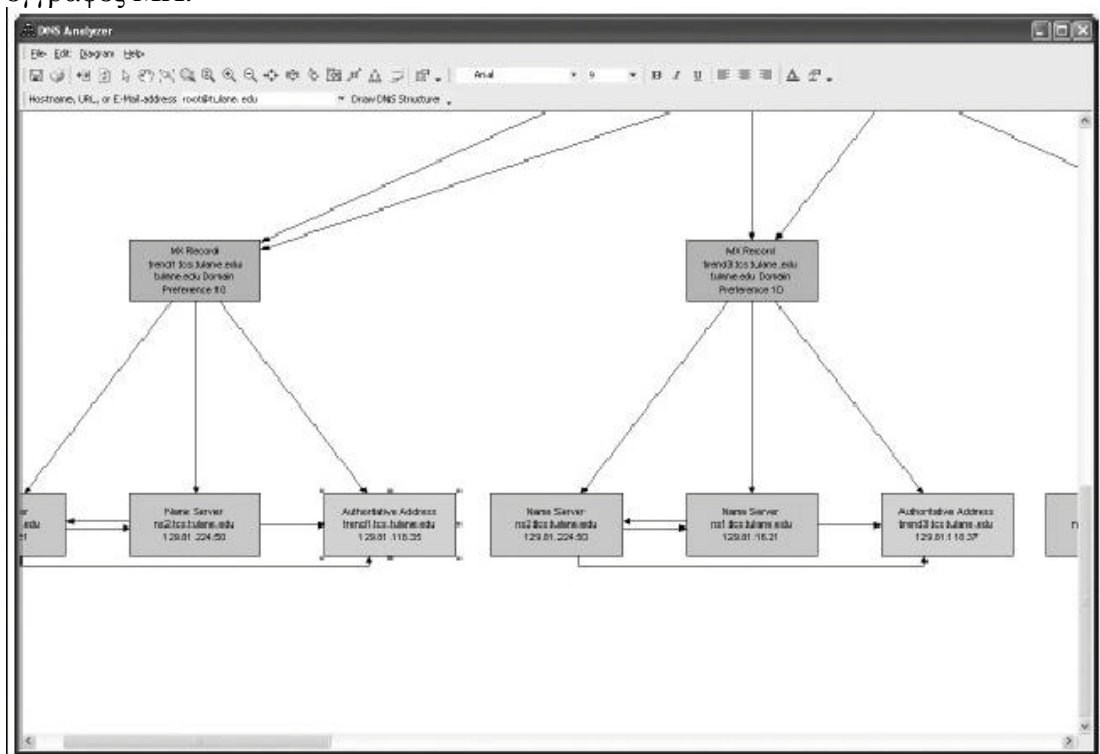 εγγραφές MX.
DNS Analyzer
File Edit Diagram Help
Arial 9 B I U
Hostname, URL, or E-Mail-address root@tulane.edu Draw DNS Structure
MX Record
trend1.tcs.tulane.edu
tulane.edu Domain
Preference 10
MX Record
trend3.tcs.tulane.edu
tulane.edu Domain
Preference 10
Name Server
ns2.tcs.tulane.edu
129.81.224.50
Authoritative Address
trend1.tcs.tulane.edu
129.81.118.35
Name Server
ns2.tcs.tulane.edu
129.81.224.50
Name Server
ns1.tcs.tulane.edu
129.81.16.21
Authoritative Address
trend3.tcs.tulane.edu
129.81.118.37